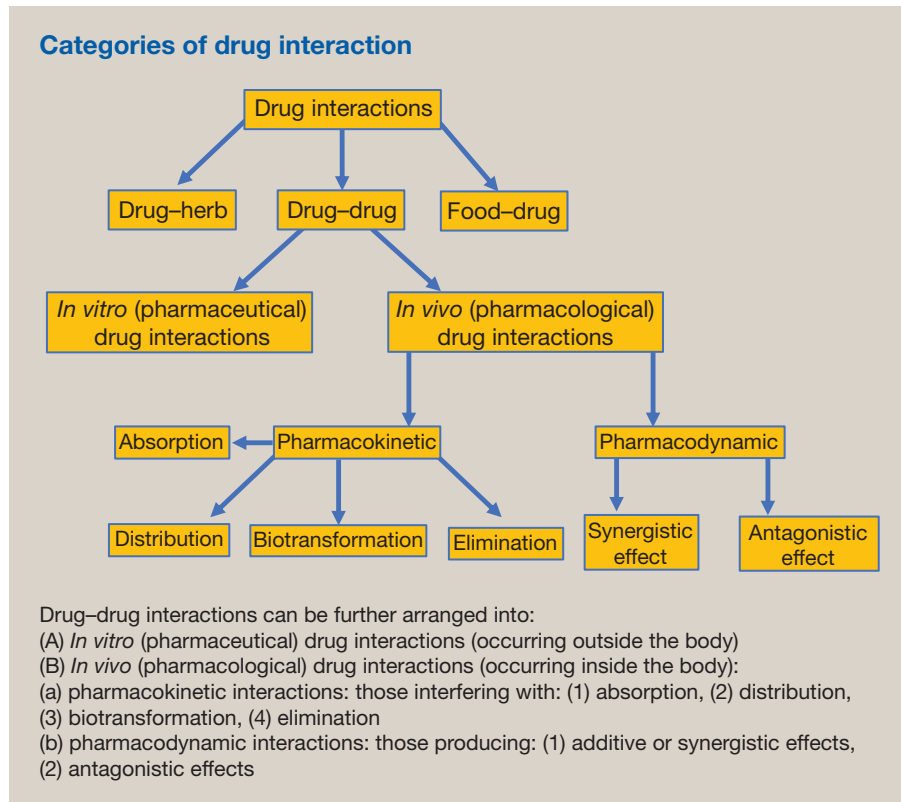 Categories of drug interaction
Drug interactions
Drug–herb
Drug–drug
Food–drug
In vitro (pharmaceutical)
drug interactions
In vivo (pharmacological)
drug interactions
Absorption
Pharmacokinetic
Pharmacodynamic
Distribution
Biotransformation
Elimination
Synergistic
effect
Antagonistic
effect
Drug–drug interactions can be further arranged into:
(A) In vitro (pharmaceutical) drug interactions (occurring outside the body)
(B) In vivo (pharmacological) drug interactions (occurring inside the body):
(a) pharmacokinetic interactions: those interfering with: (1) absorption, (2) distribution,
(3) biotransformation, (4) elimination
(b) pharmacodynamic interactions: those producing: (1) additive or synergistic effects,
(2) antagonistic effects